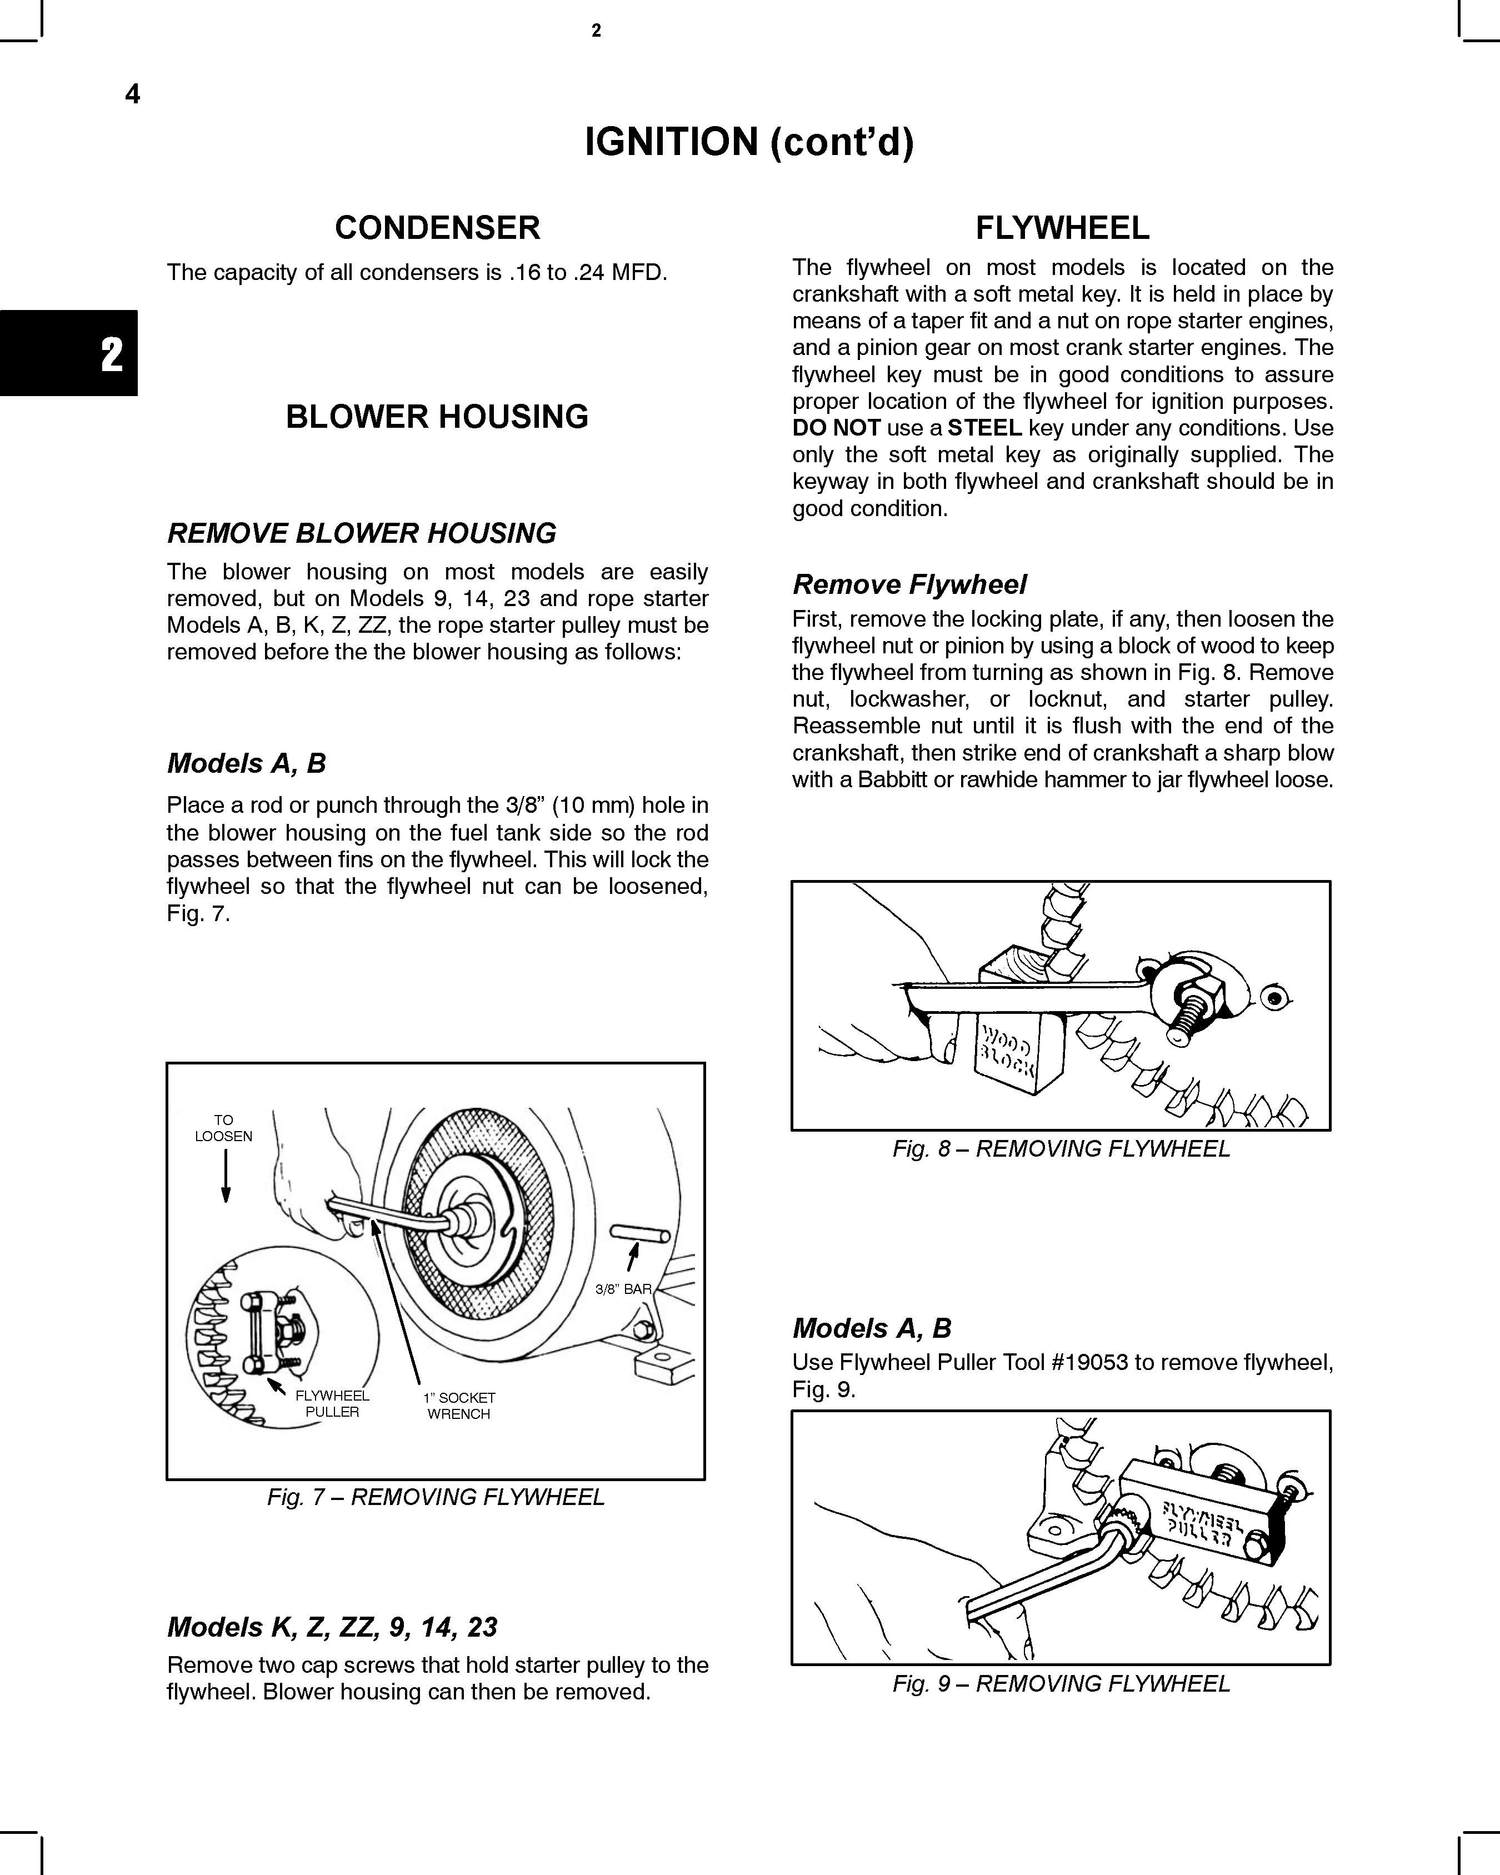 2
4
IGNITION (cont’d)
CONDENSER
The capacity of all condensers is .16 to .24 MFD.
2
BLOWER HOUSING
REMOVE BLOWER HOUSING
The blower housing on most models are easily
removed, but on Models 9, 14, 23 and rope starter
Models A, B, K, Z, ZZ, the rope starter pulley must be
removed before the the blower housing as follows:
Models A, B
Place a rod or punch through the 3/8” (10 mm) hole in
the blower housing on the fuel tank side so the rod
passes between fins on the flywheel. This will lock the
flywheel so that the flywheel nut can be loosened,
Fig. 7.
TO
LOOSEN
3/8” BAR
FLYWHEEL
PULLER
1” SOCKET
WRENCH
Fig. 7 – REMOVING FLYWHEEL
Models K, Z, ZZ, 9, 14, 23
Remove two cap screws that hold starter pulley to the
flywheel. Blower housing can then be removed.
FLYWHEEL
The flywheel on most models is located on the
crankshaft with a soft metal key. It is held in place by
means of a taper fit and a nut on rope starter engines,
and a pinion gear on most crank starter engines. The
flywheel key must be in good conditions to assure
proper location of the flywheel for ignition purposes.
DO NOT use a STEEL key under any conditions. Use
only the soft metal key as originally supplied. The
keyway in both flywheel and crankshaft should be in
good condition.
Remove Flywheel
First, remove the locking plate, if any, then loosen the
flywheel nut or pinion by using a block of wood to keep
the flywheel from turning as shown in Fig. 8. Remove
nut, lockwasher, or locknut, and starter pulley.
Reassemble nut until it is flush with the end of the
crankshaft, then strike end of crankshaft a sharp blow
with a Babbitt or rawhide hammer to jar flywheel loose.
WOOD
BLOCK
Fig. 8 – REMOVING FLYWHEEL
Models A, B
Use Flywheel Puller Tool #19053 to remove flywheel,
Fig. 9.
FLYWHEEL
PULLER
Fig. 9 – REMOVING FLYWHEEL